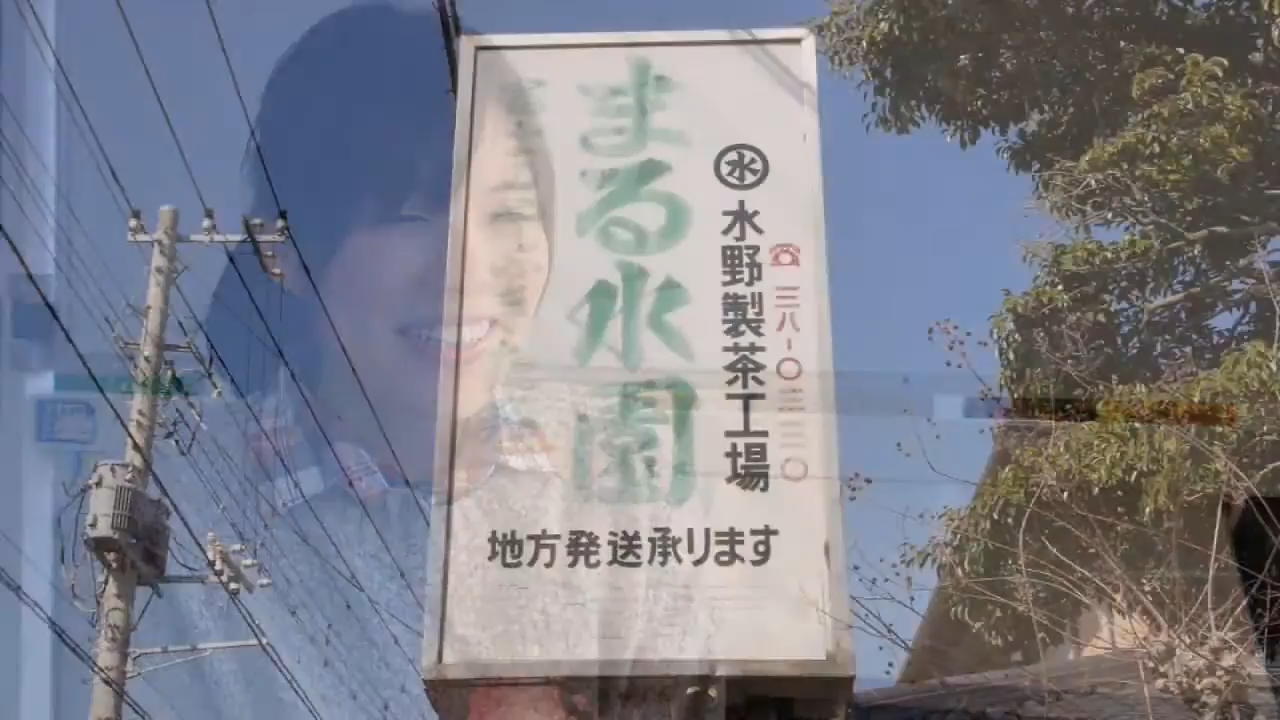 まる水園
㊌
水野製茶工場
☎三八-〇三三〇
地方発送承ります